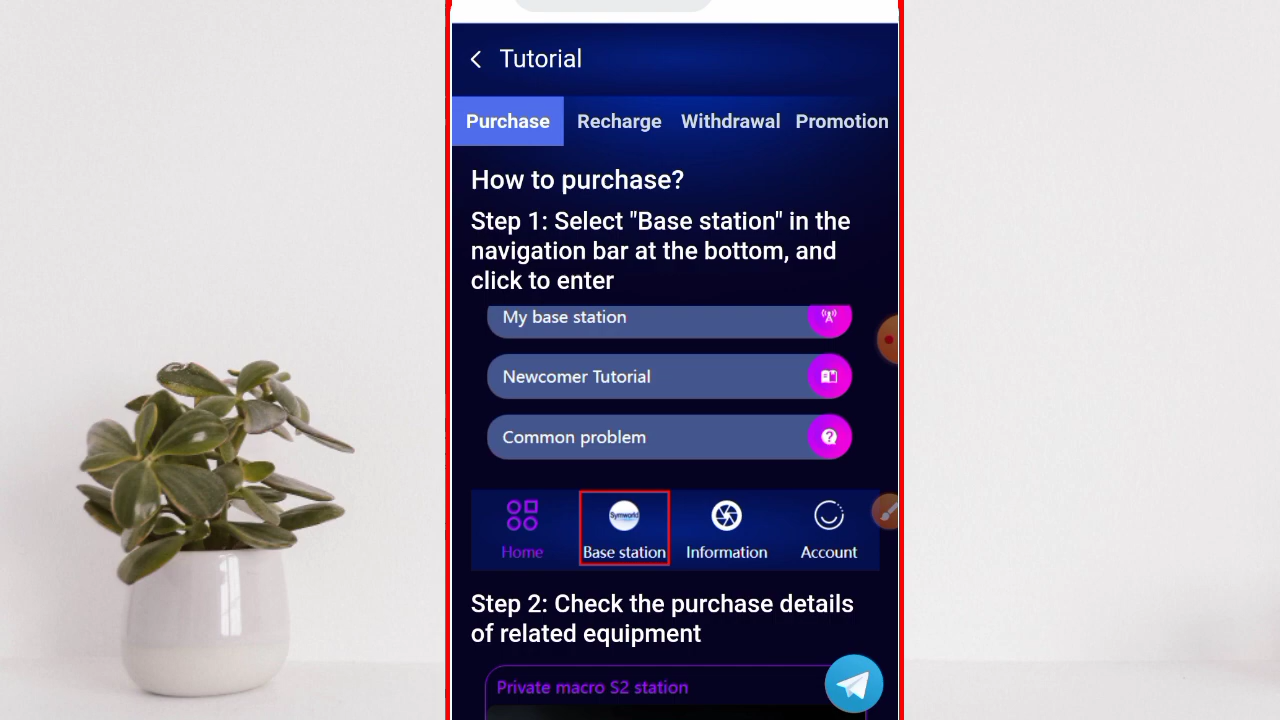 Tutorial
Purchase Recharge Withdrawal Promotion
How to purchase?
Step 1: Select "Base station" in the
navigation bar at the bottom, and
click to enter
My base station
Newcomer Tutorial
Common problem
Symworld
Home Base station Information Account
Step 2: Check the purchase details
of related equipment
Private macro S2 station